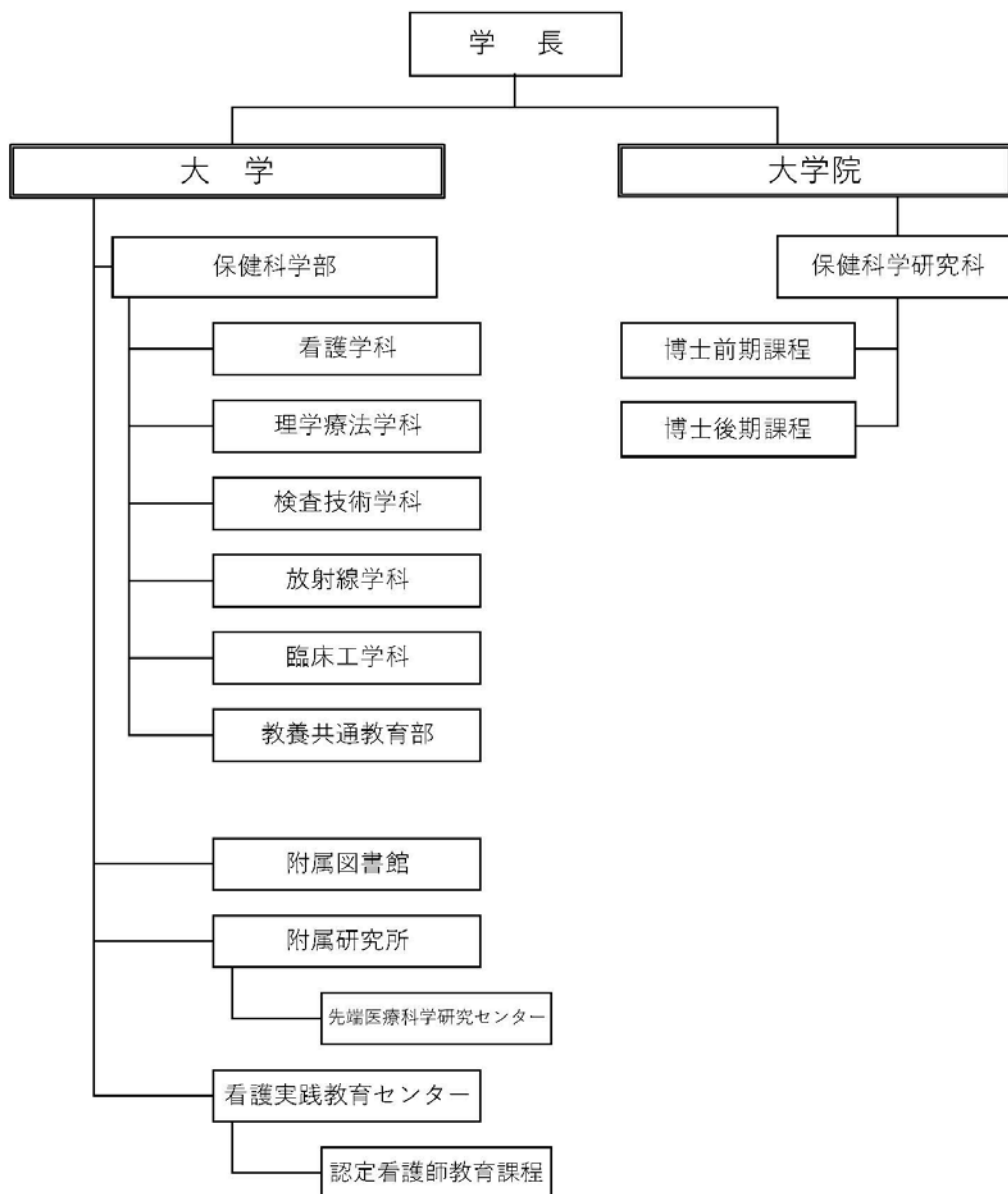 学 長
大 学
大学院
保健科学部
保健科学研究科
看護学科
博士前期課程
理学療法学科
博士後期課程
検査技術学科
放射線学科
臨床工学科
教養共通教育部
附属図書館
附属研究所
先端医療科学研究センター
看護実践教育センター
認定看護師教育課程